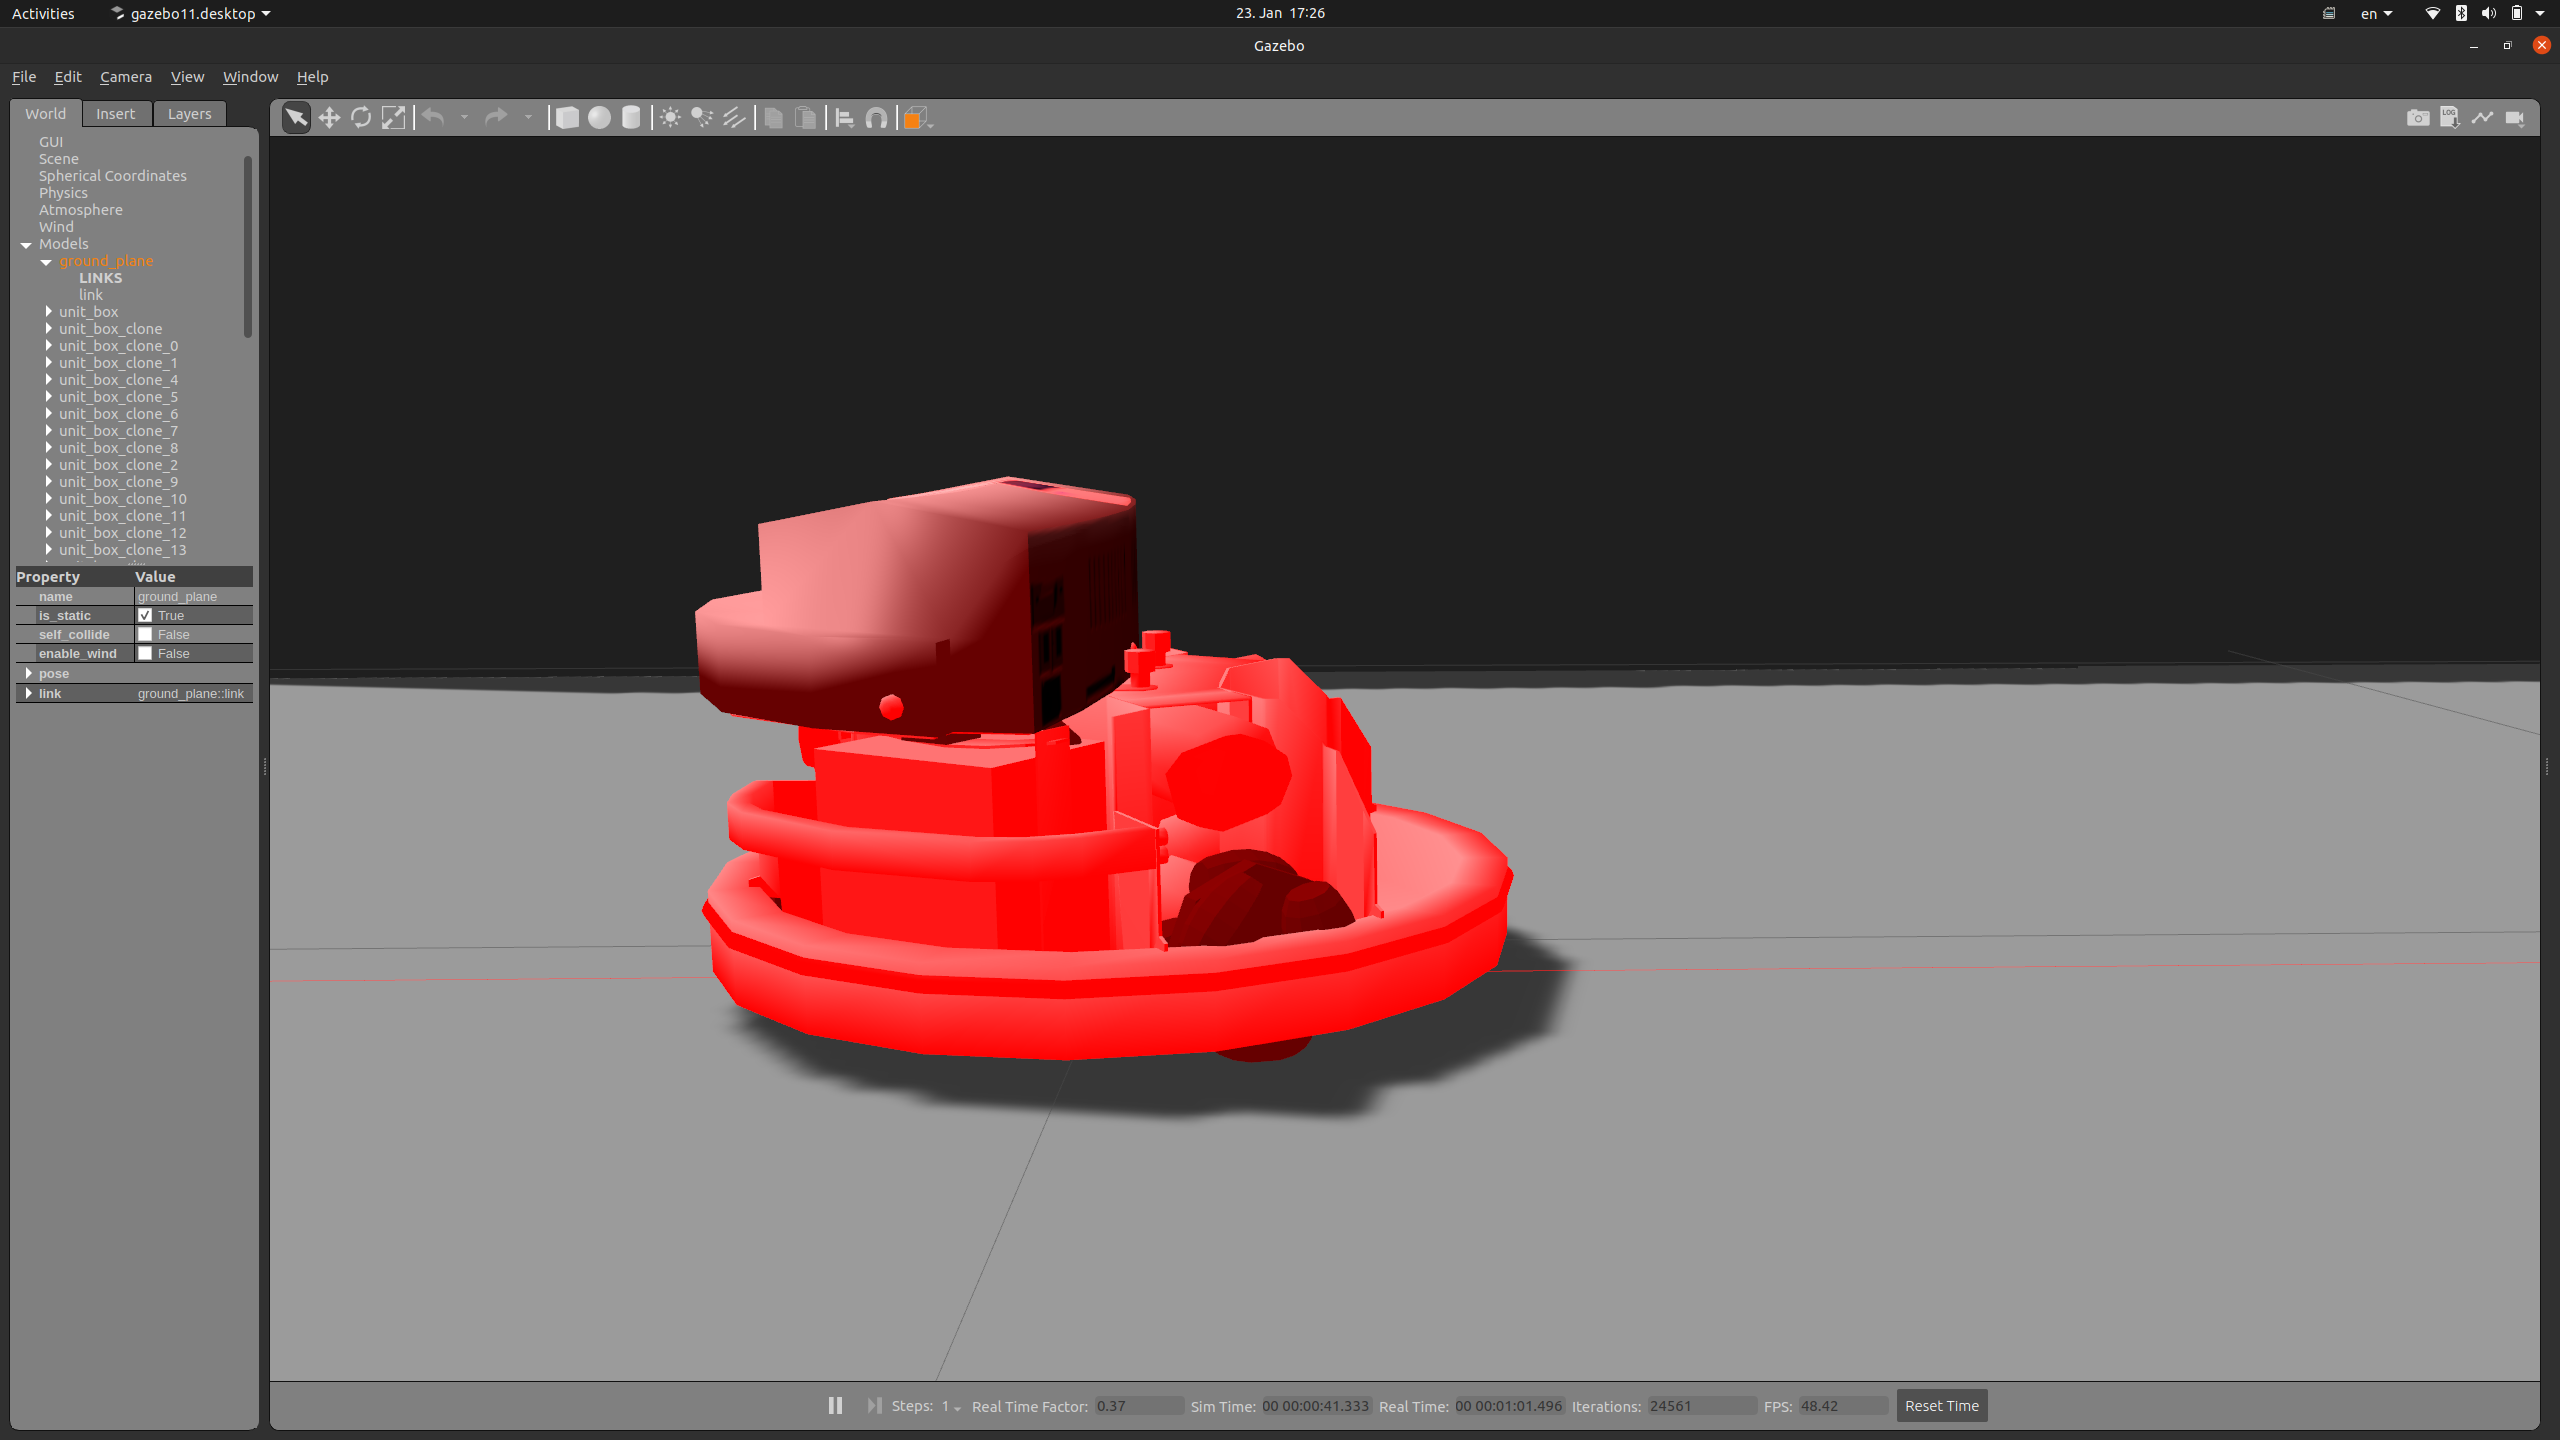 Activities gazebo11.desktop 23. Jan 17:26 en
Gazebo
File Edit Camera View Window Help
World Insert Layers
LOG
GUI
Scene
Spherical Coordinates
Physics
Atmosphere
Wind
Models
ground_plane
LINKS
link
unit_box
unit_box_clone
unit_box_clone_0
unit_box_clone_1
unit_box_clone_4
unit_box_clone_5
unit_box_clone_6
unit_box_clone_7
unit_box_clone_8
unit_box_clone_2
unit_box_clone_9
unit_box_clone_10
unit_box_clone_11
unit_box_clone_12
unit_box_clone_13
Property Value
name ground_plane
is_static True
self_collide False
enable_wind False
pose
link ground_plane::link
Steps: 1 Real Time Factor: 0.37 Sim Time: 00 00:00:41.333 Real Time: 00 00:01:01.496 Iterations: 24561 FPS: 48.42 Reset Time